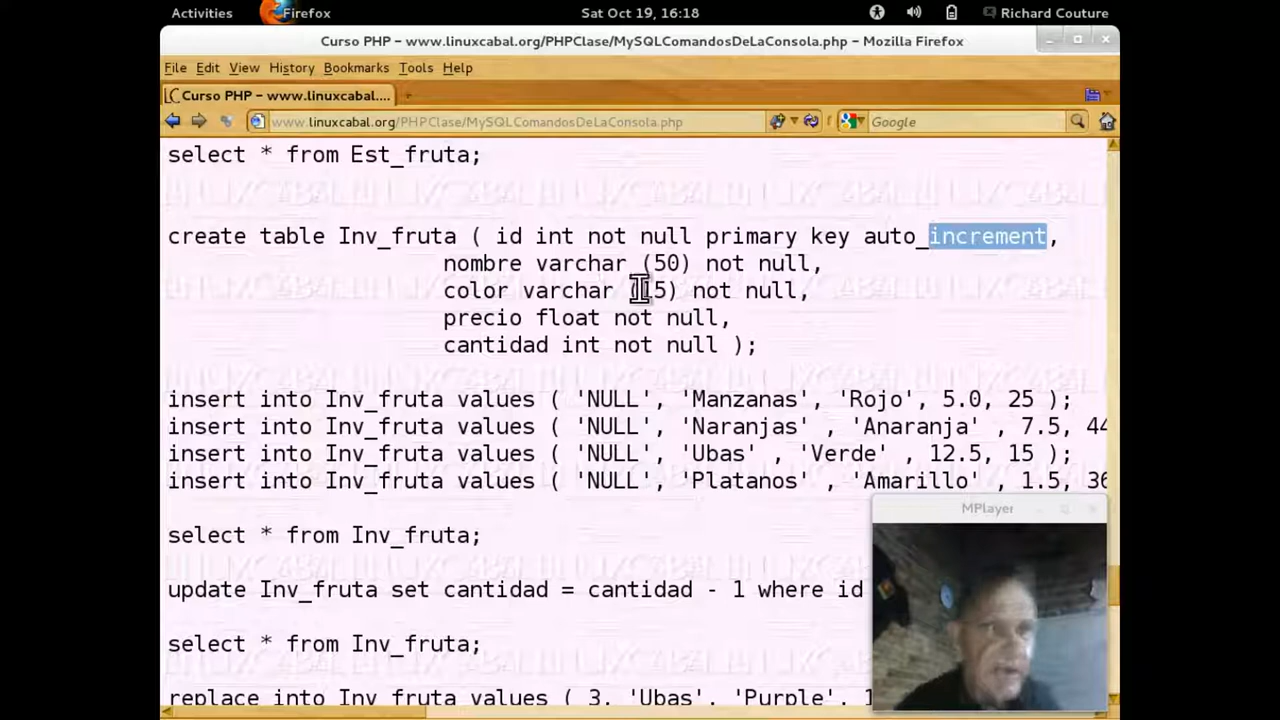 Activities Firefox Sat Oct 19, 16:18 Richard Couture
Curso PHP – www.linuxcabal.org/PHPClase/MySQLComandosDeLaConsola.php – Mozilla Firefox
File Edit View History Bookmarks Tools Help
Curso PHP – www.linuxcabal....
www.linuxcabal.org/PHPClase/MySQLComandosDeLaConsola.php Google
select * from Est_fruta;
create table Inv_fruta ( id int not null primary key auto_increment,
nombre varchar (50) not null,
color varchar 5) not null,
precio float not null,
cantidad int not null );
insert into Inv_fruta values ( 'NULL', 'Manzanas', 'Rojo', 5.0, 25 );
insert into Inv_fruta values ( 'NULL', 'Naranjas' , 'Anaranja' , 7.5, 44
insert into Inv_fruta values ( 'NULL', 'Ubas' , 'Verde' , 12.5, 15 );
insert into Inv_fruta values ( 'NULL', 'Platanos' , 'Amarillo' , 1.5, 36
MPlayer
select * from Inv_fruta;
update Inv_fruta set cantidad = cantidad - 1 where id
select * from Inv_fruta;
replace into Inv_fruta values ( 3, 'Ubas', 'Purple', 1